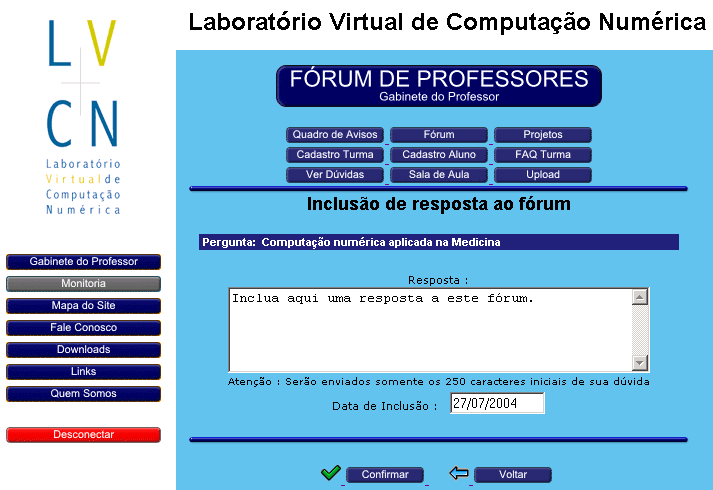 Laboratório Virtual de Computação Numérica
LV
CN
Laboratório
Virtual de
Computação
Numérica
Gabinete do Professor
Monitoria
Mapa do Site
Fale Conosco
Downloads
Links
Quem Somos
Desconectar
FÓRUM DE PROFESSORES
Gabinete do Professor
Quadro de Avisos Fórum Projetos
Cadastro Turma Cadastro Aluno FAQ Turma
Ver Dúvidas Sala de Aula Upload
Inclusão de resposta ao fórum
Pergunta: Computação numérica aplicada na Medicina
Resposta :
Inclua aqui uma resposta a este fórum.
Atenção : Serão enviados somente os 250 caracteres iniciais de sua dúvida
Data de Inclusão : 27/07/2004
Confirmar Voltar